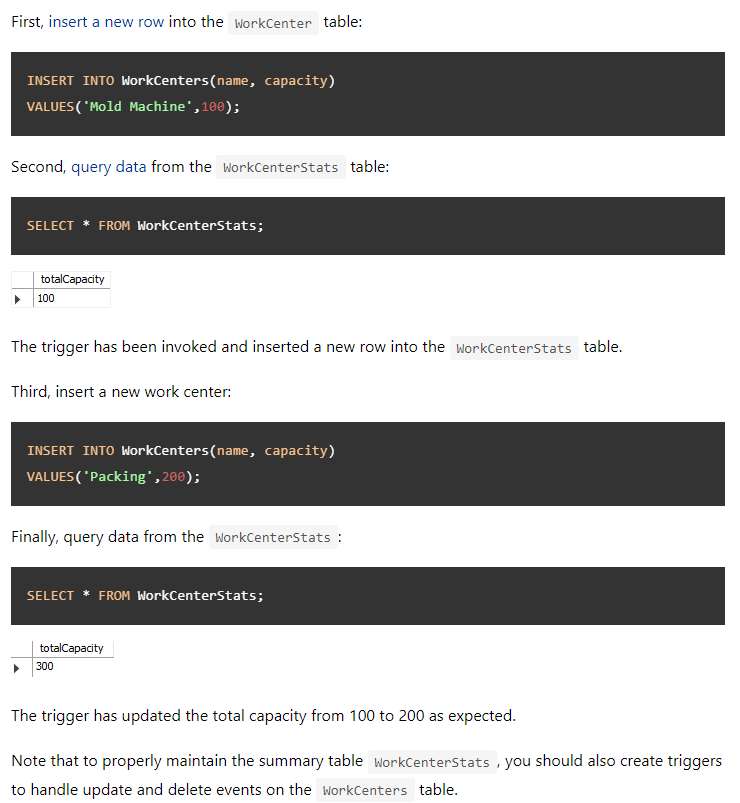 First, insert a new row into the WorkCenter table:
INSERT INTO WorkCenters(name, capacity)
VALUES('Mold Machine',100);
Second, query data from the WorkCenterStats table:
SELECT * FROM WorkCenterStats;
totalCapacity
100
The trigger has been invoked and inserted a new row into the WorkCenterStats table.
Third, insert a new work center:
INSERT INTO WorkCenters(name, capacity)
VALUES('Packing',200);
Finally, query data from the WorkCenterStats :
SELECT * FROM WorkCenterStats;
totalCapacity
300
The trigger has updated the total capacity from 100 to 200 as expected.
Note that to properly maintain the summary table WorkCenterStats , you should also create triggers
to handle update and delete events on the WorkCenters table.